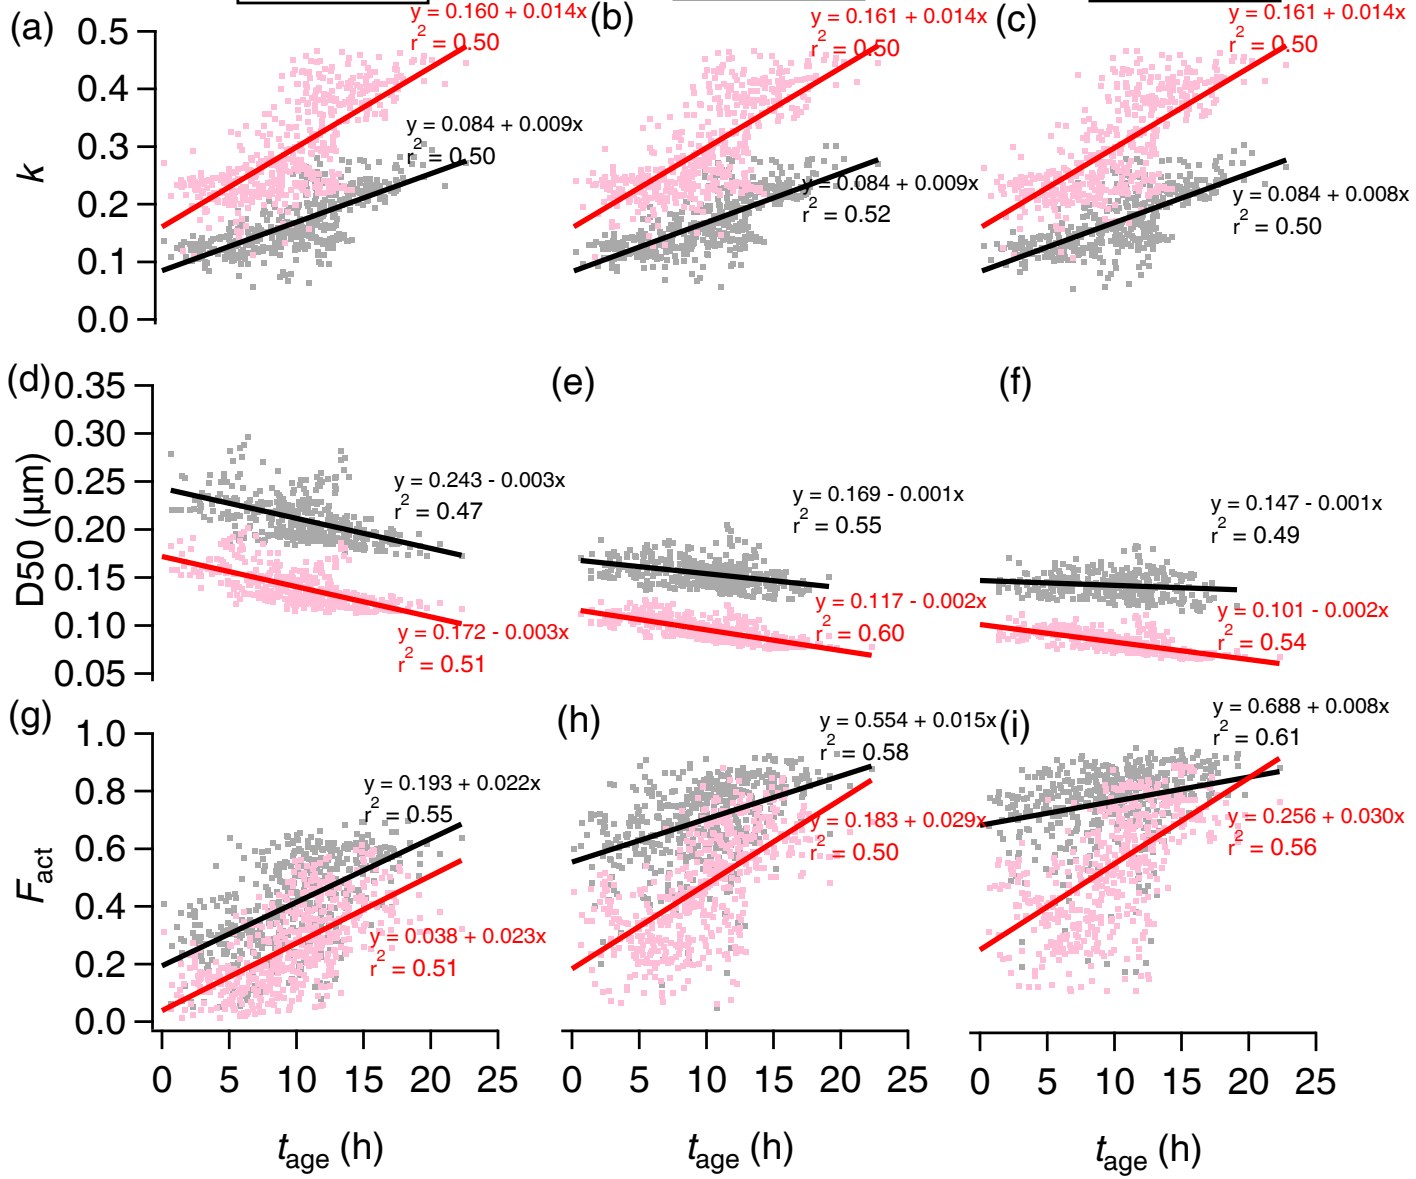 (a)
y = 0.160 + 0.014x
r2 = 0.50
y = 0.084 + 0.009x
r2 = 0.50
(b)
y = 0.161 + 0.014x
r2 = 0.50
y = 0.084 + 0.009x
r2 = 0.52
(c)
y = 0.161 + 0.014x
r2 = 0.50
y = 0.084 + 0.008x
r2 = 0.50
k
0.5
0.4
0.3
0.2
0.1
0.0
(d)
y = 0.243 - 0.003x
r2 = 0.47
y = 0.172 - 0.003x
r2 = 0.51
(e)
y = 0.169 - 0.001x
r2 = 0.55
y = 0.117 - 0.002x
r2 = 0.60
(f)
y = 0.147 - 0.001x
r2 = 0.49
y = 0.101 - 0.002x
r2 = 0.54
D50 (µm)
0.35
0.30
0.25
0.20
0.15
0.10
0.05
(g)
y = 0.193 + 0.022x
r2 = 0.55
y = 0.038 + 0.023x
r2 = 0.51
(h)
y = 0.554 + 0.015x
r2 = 0.58
y = 0.183 + 0.029x
r2 = 0.50
(i)
y = 0.688 + 0.008x
r2 = 0.61
y = 0.256 + 0.030x
r2 = 0.56
Fact
1.0
0.8
0.6
0.4
0.2
0.0
0 5 10 15 20 25
0 5 10 15 20 25
0 5 10 15 20 25
tage (h)
tage (h)
tage (h)